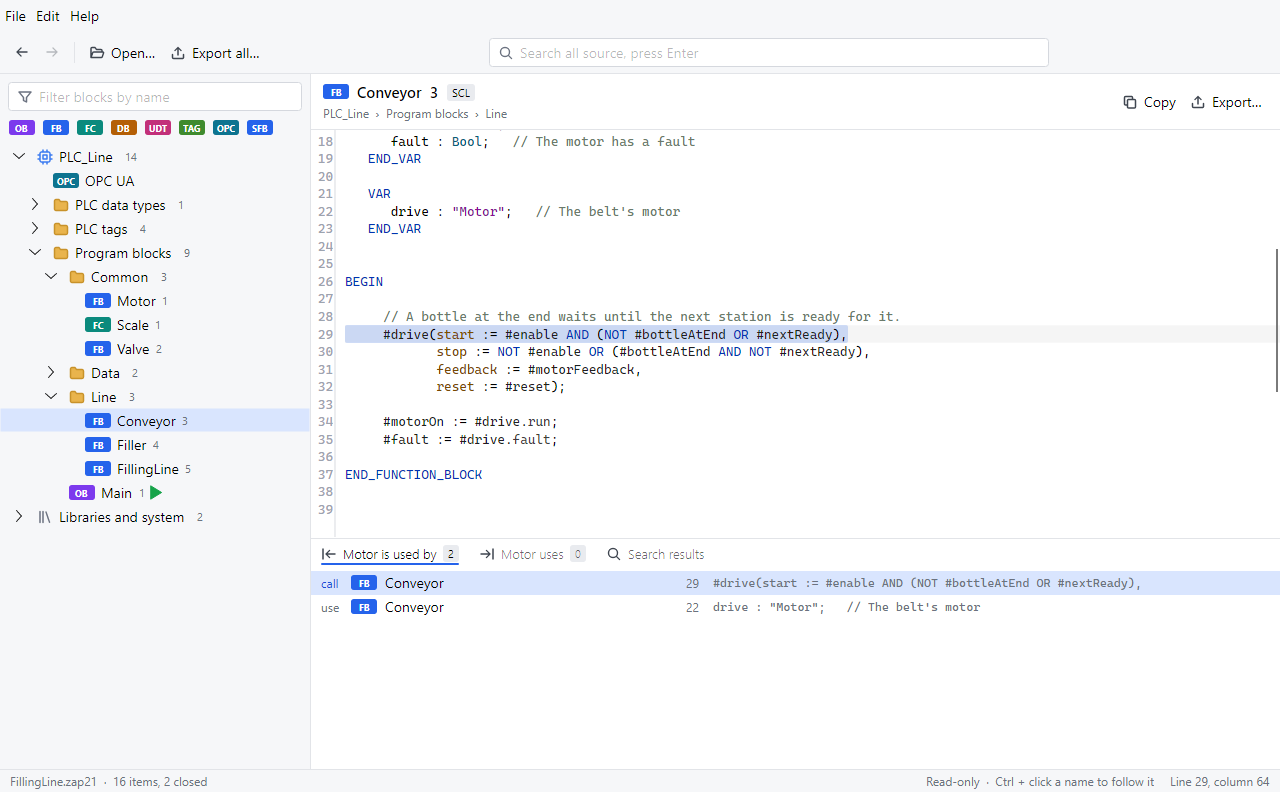 File Edit Help
Open... Export all...
Search all source, press Enter
Filter blocks by name
OB FB FC DB UDT TAG OPC SFB
PLC_Line 14
OPC OPC UA
PLC data types 1
PLC tags 4
Program blocks 9
Common 3
FB Motor 1
FC Scale 1
FB Valve 2
Data 2
Line 3
FB Conveyor 3
FB Filler 4
FB FillingLine 5
OB Main 1
Libraries and system 2
FB Conveyor 3 SCL
PLC_Line › Program blocks › Line
Copy Export...
18 fault : Bool; // The motor has a fault
19 END_VAR
20
21 VAR
22 drive : "Motor"; // The belt's motor
23 END_VAR
24
25
26 BEGIN
27
28 // A bottle at the end waits until the next station is ready for it.
29 #drive(start := #enable AND (NOT #bottleAtEnd OR #nextReady),
30 stop := NOT #enable OR (#bottleAtEnd AND NOT #nextReady),
31 feedback := #motorFeedback,
32 reset := #reset);
33
34 #motorOn := #drive.run;
35 #fault := #drive.fault;
36
37 END_FUNCTION_BLOCK
38
39
Motor is used by 2 Motor uses 0 Search results
call FB Conveyor 29 #drive(start := #enable AND (NOT #bottleAtEnd OR #nextReady),
use FB Conveyor 22 drive : "Motor"; // The belt's motor
FillingLine.zap21 · 16 items, 2 closed
Read-only · Ctrl + click a name to follow it Line 29, column 64